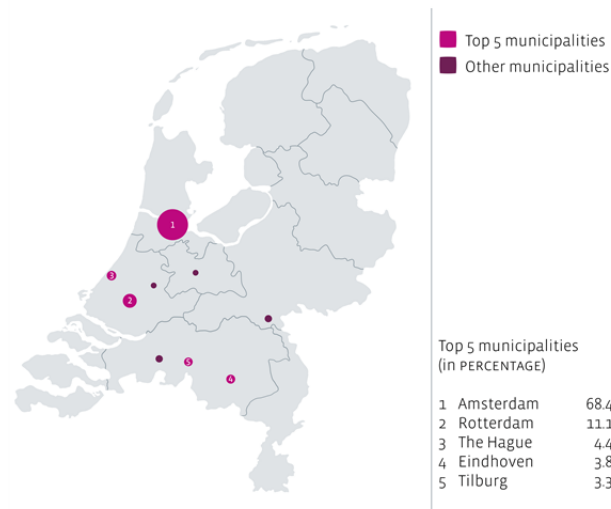 Top 5 municipalities
Other municipalities
1
3
2
5
4
Top 5 municipalities
(in PERCENTAGE)
1 Amsterdam 68.4
2 Rotterdam 11.1
3 The Hague 4.4
4 Eindhoven 3.8
5 Tilburg 3.3